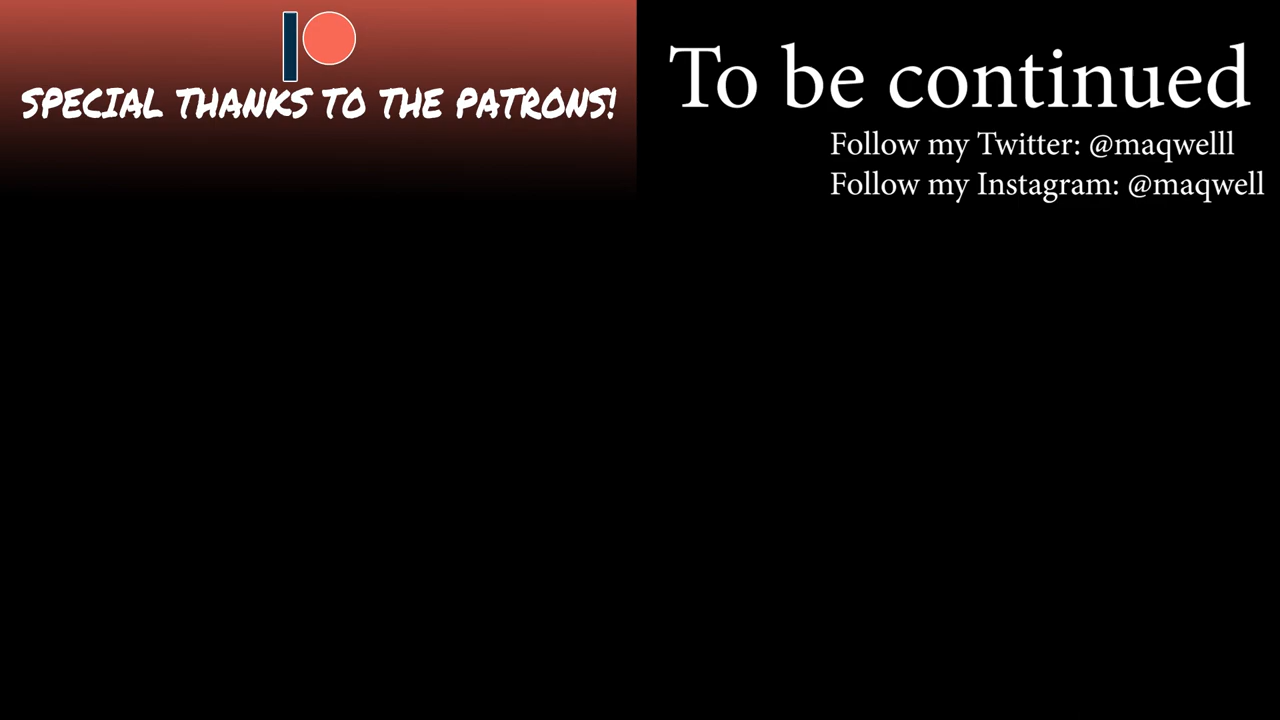 SPECIAL THANKS TO THE PATRONS!
To be continued
Follow my Twitter: @maqwelll
Follow my Instagram: @maqwell